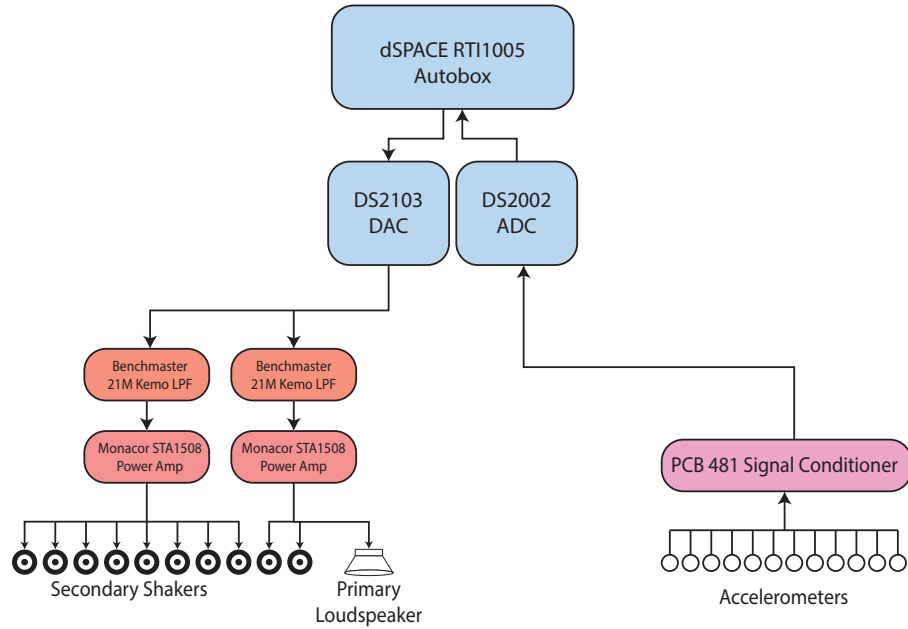 dSPACE RTI1005
Autobox
DS2103
DAC
DS2002
ADC
Benchmaster
21M Kemo LPF
Benchmaster
21M Kemo LPF
Monacor STA1508
Power Amp
Monacor STA1508
Power Amp
PCB 481 Signal Conditioner
Secondary Shakers
Primary
Loudspeaker
Accelerometers